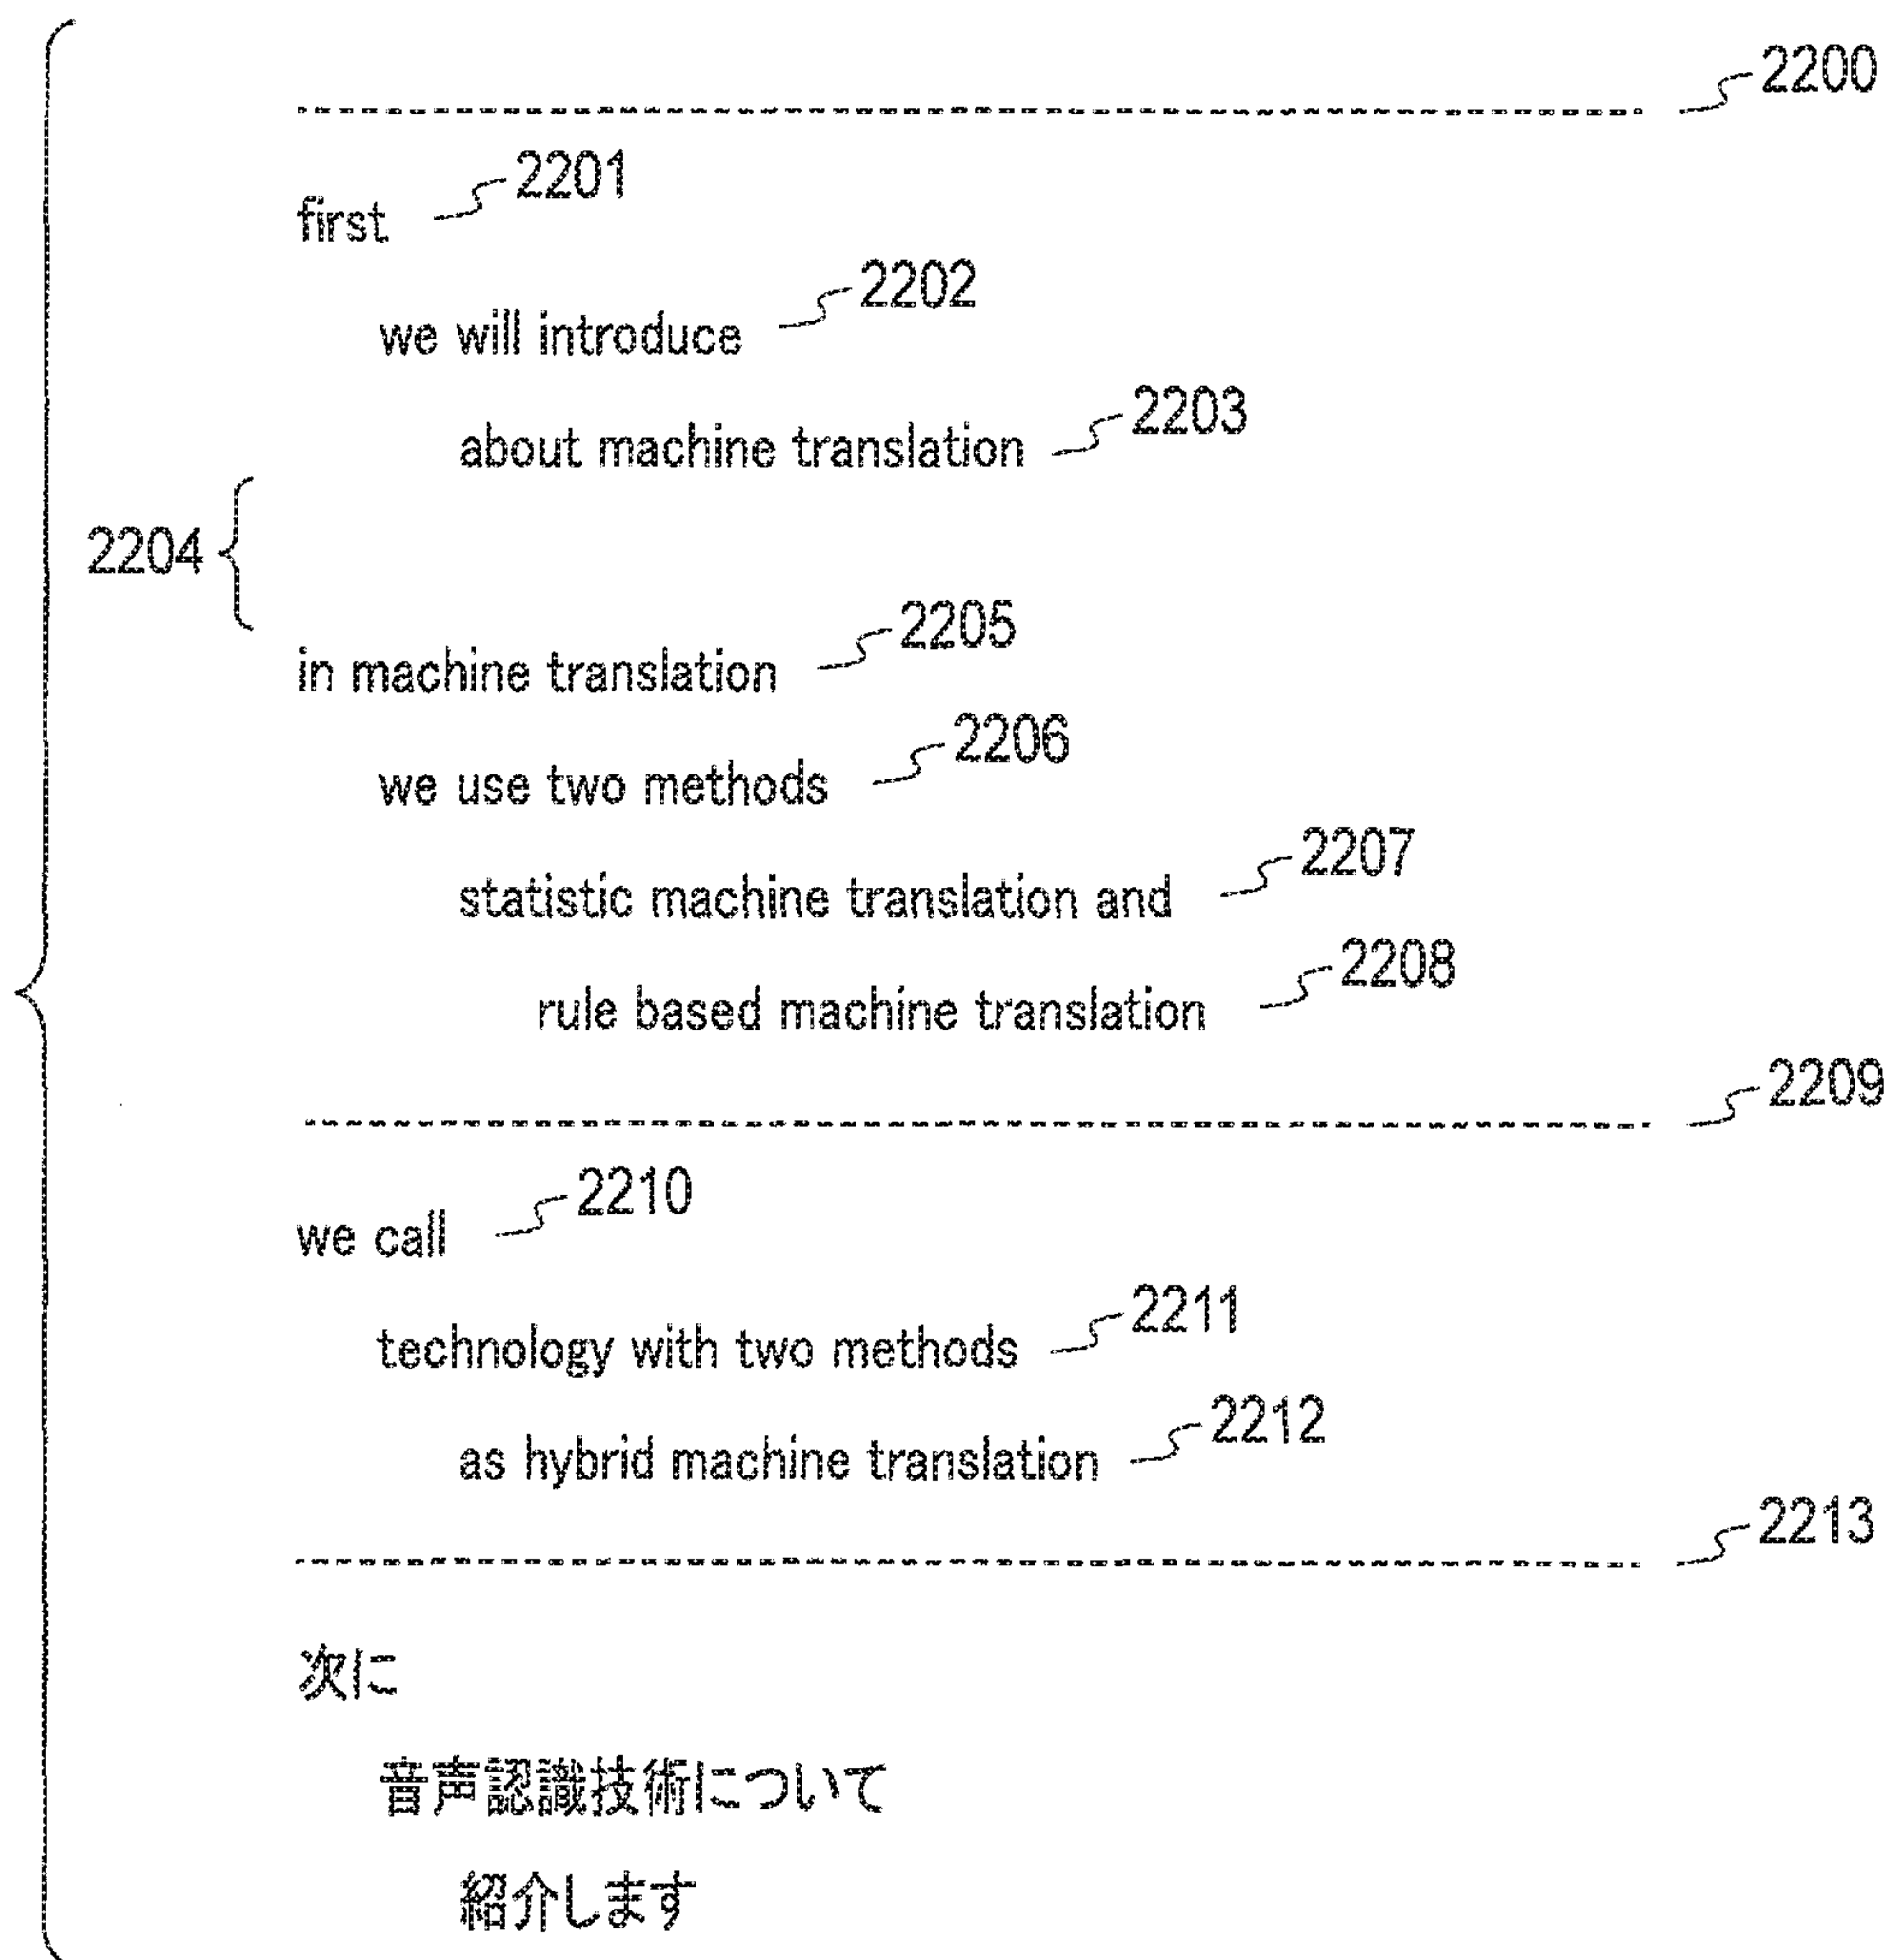 2200
2201
first
2202
we will introduce
2203
about machine translation
2204
2205
in machine translation
2206
we use two methods
2207
statistic machine translation and
2208
rule based machine translation
2209
2210
we call
2211
technology with two methods
2212
as hybrid machine translation
2213
次に
音声認識技術について
紹介します